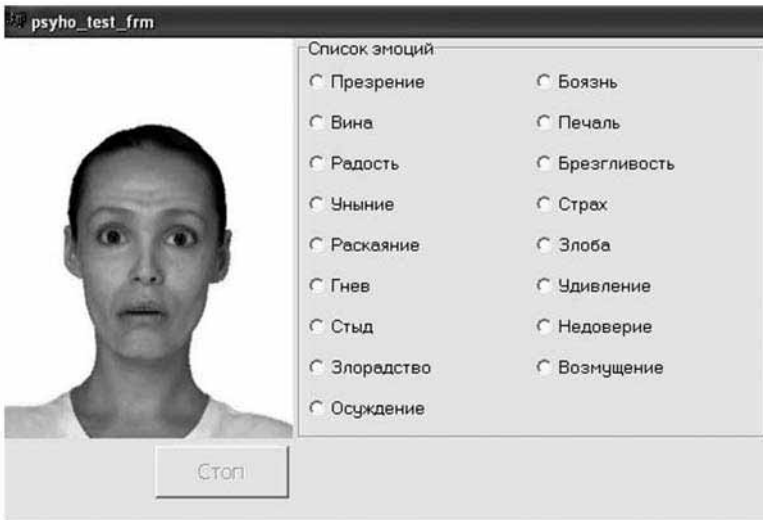 psyho_test_frm
Список эмоций
Презрение
Вина
Радость
Уныние
Раскаяние
Гнев
Стыд
Злорадство
Осуждение
Боязнь
Печаль
Брезгливость
Страх
Злоба
Удивление
Недоверие
Возмущение
Стоп